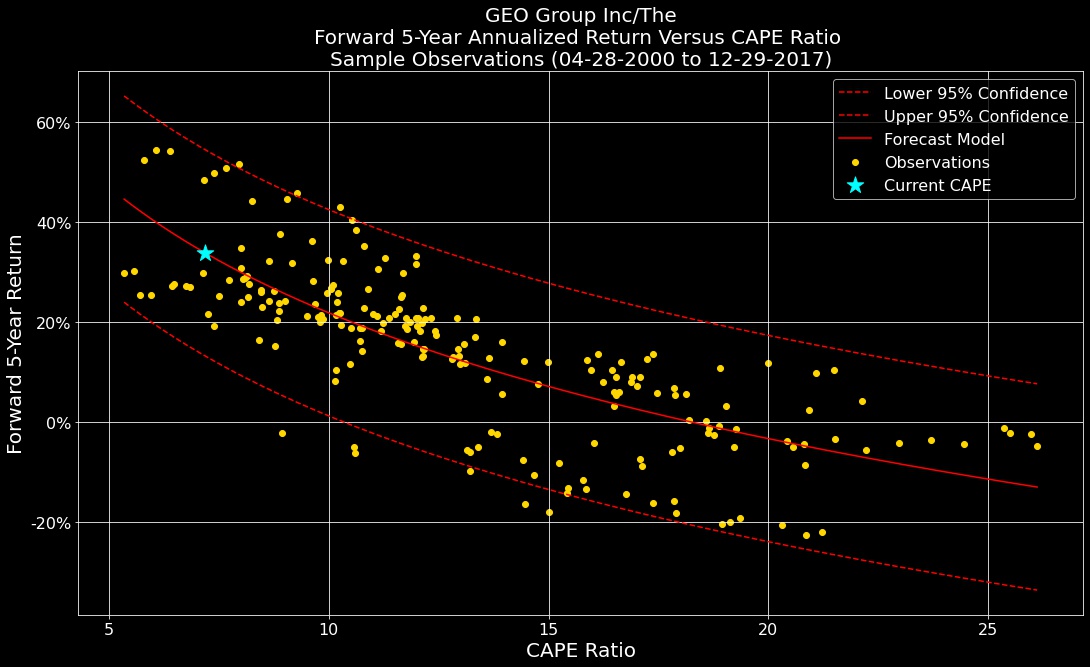 GEO Group Inc/The
Forward 5-Year Annualized Return Versus CAPE Ratio
Sample Observations (04-28-2000 to 12-29-2017)
Lower 95% Confidence
Upper 95% Confidence
Forecast Model
Observations
Current CAPE
Forward 5-Year Return
60%
40%
20%
0%
-20%
5
10
15
20
25
CAPE Ratio